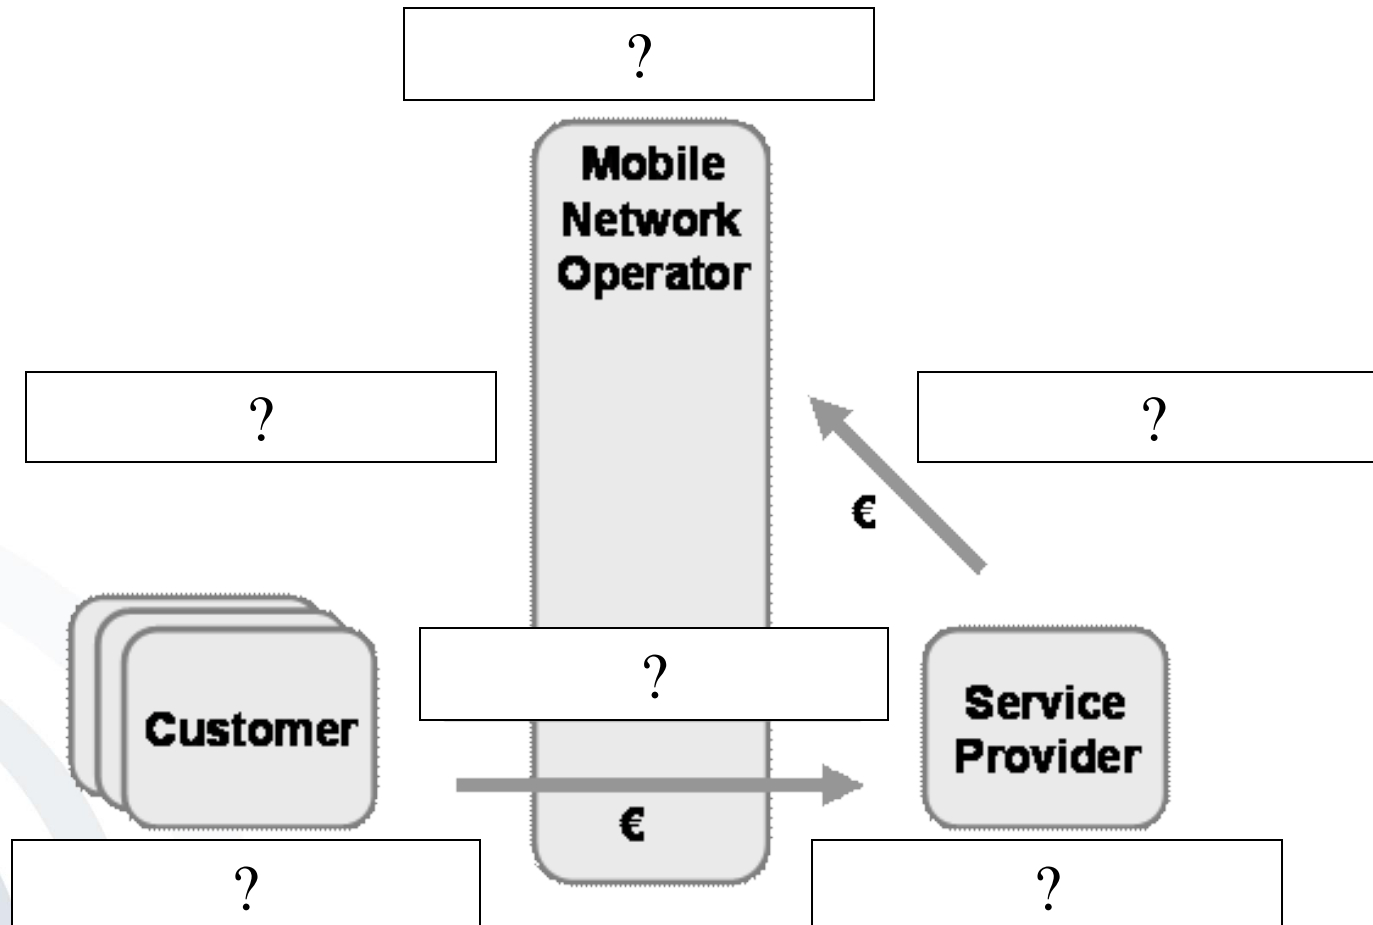 ?
Mobile
Network
Operator
?
?
€
?
Customer
Service
Provider
€
?
?